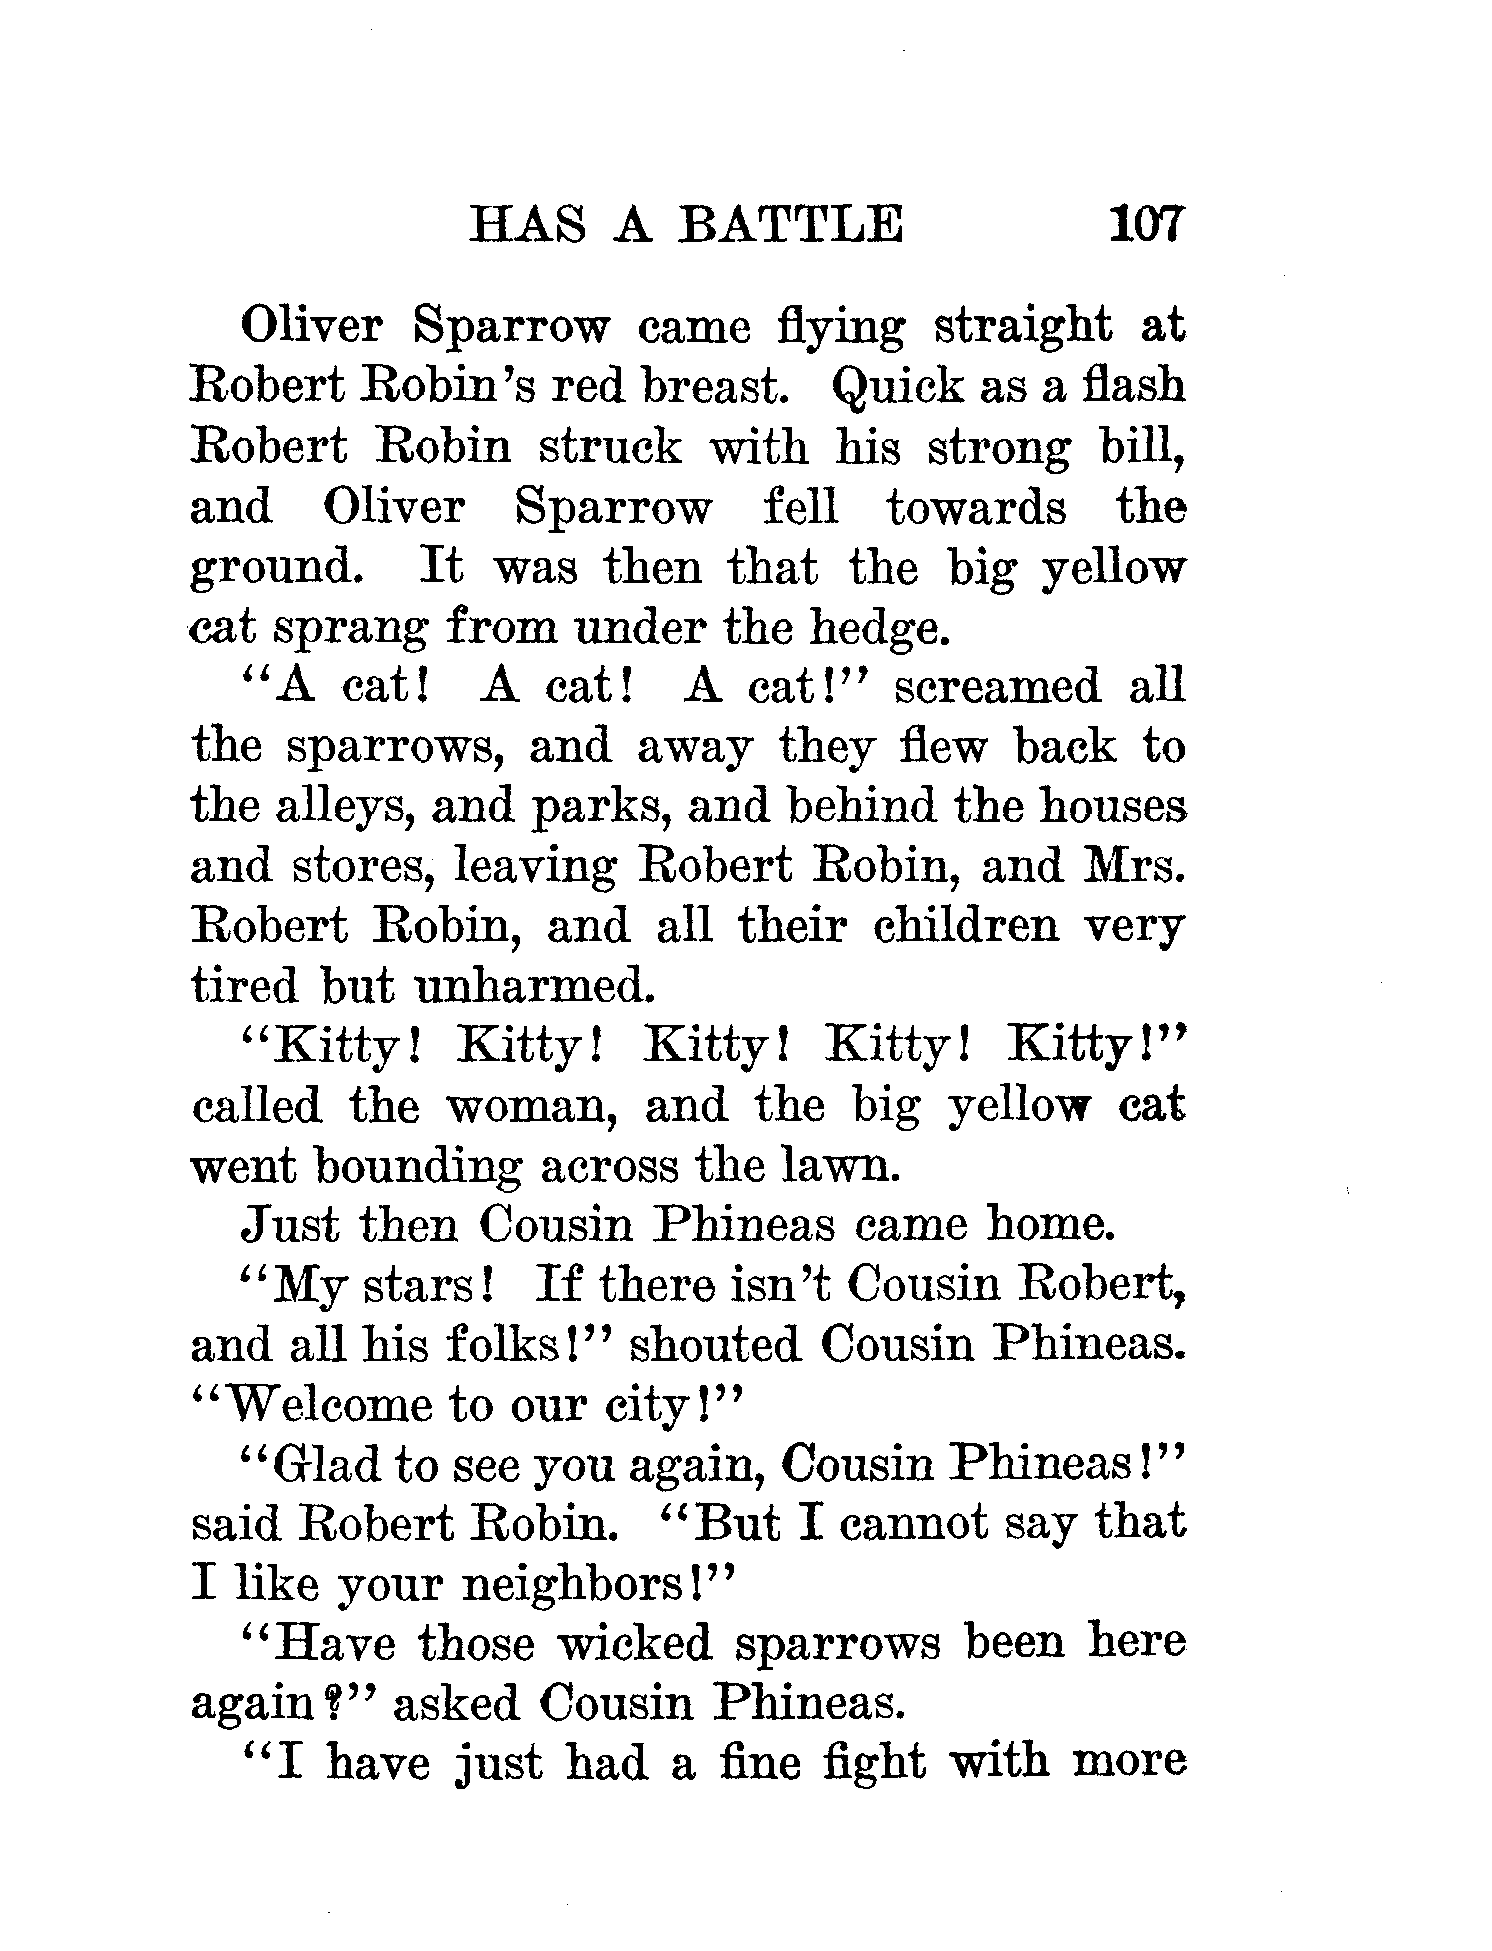 HAS A BATTLE 107
Oliver Sparrow came flying straight at
Robert Robin's red breast. Quick as a flash
Robert Robin struck with his strong bill,
and Oliver Sparrow fell towards the
ground. It was then that the big yellow
cat sprang from under the hedge.
"A cat! A cat! A cat!" screamed all
the sparrows, and away they flew back to
the alleys, and parks, and behind the houses
and stores, leaving Robert Robin, and Mrs.
Robert Robin, and all their children very
tired but unharmed.
"Kitty! Kitty! Kitty! Kitty! Kitty!"
called the woman, and the big yellow cat
went bounding across the lawn.
Just then Cousin Phineas came home.
"My stars! If there isn't Cousin Robert,
and all his folks!" shouted Cousin Phineas.
"Welcome to our city!"
"Glad to see you again, Cousin Phineas!"
said Robert Robin. "But I cannot say that
I like your neighbors!"
"Have those wicked sparrows been here
again?" asked Cousin Phineas.
"I have just had a fine fight with more